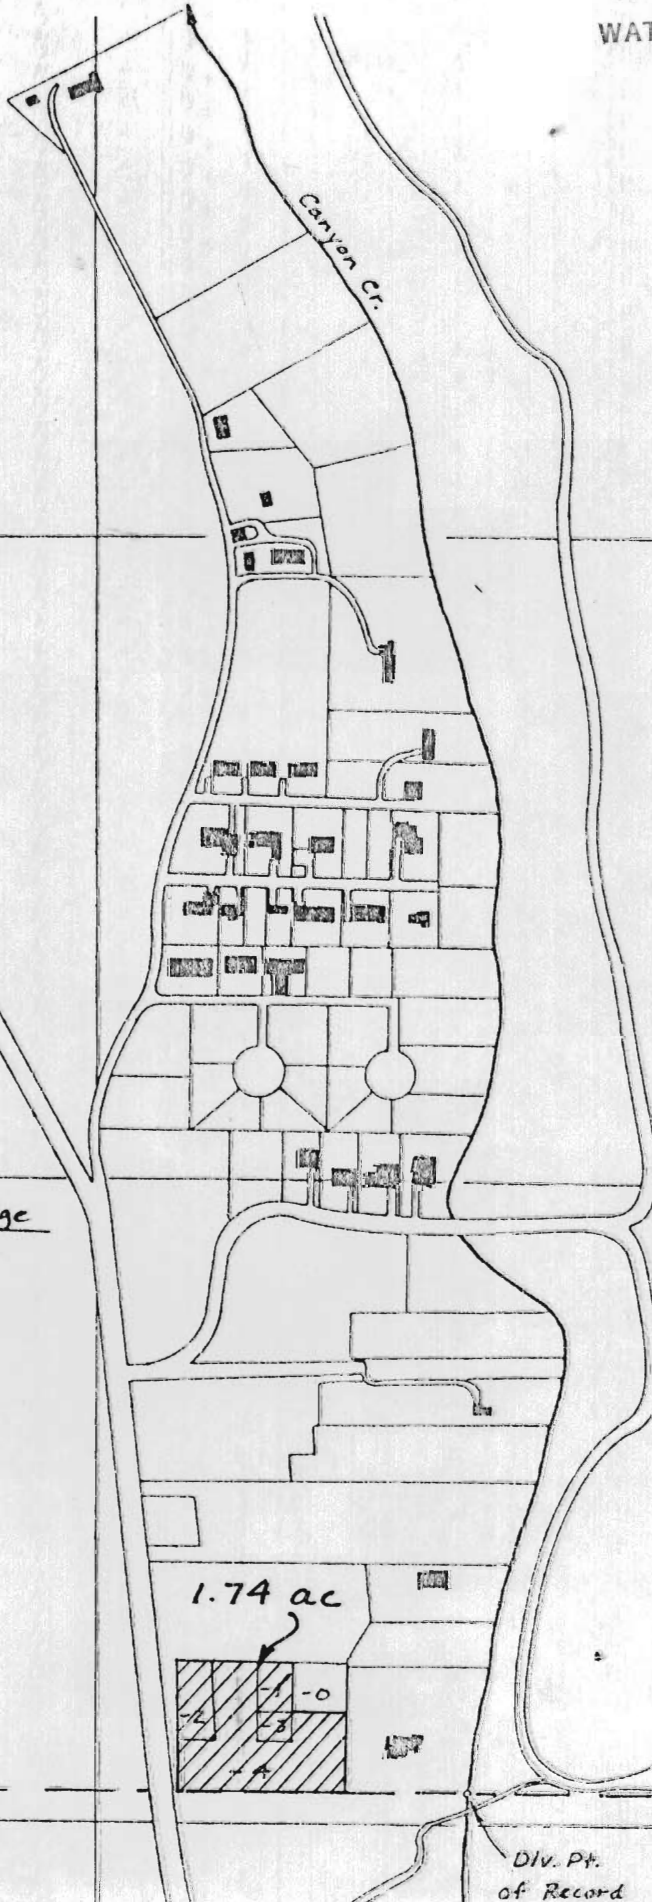 WAT
Canyon Cr.
ge
1.74 ac
-1
-0
-2
-3
-4
Div. Pt.
of Record